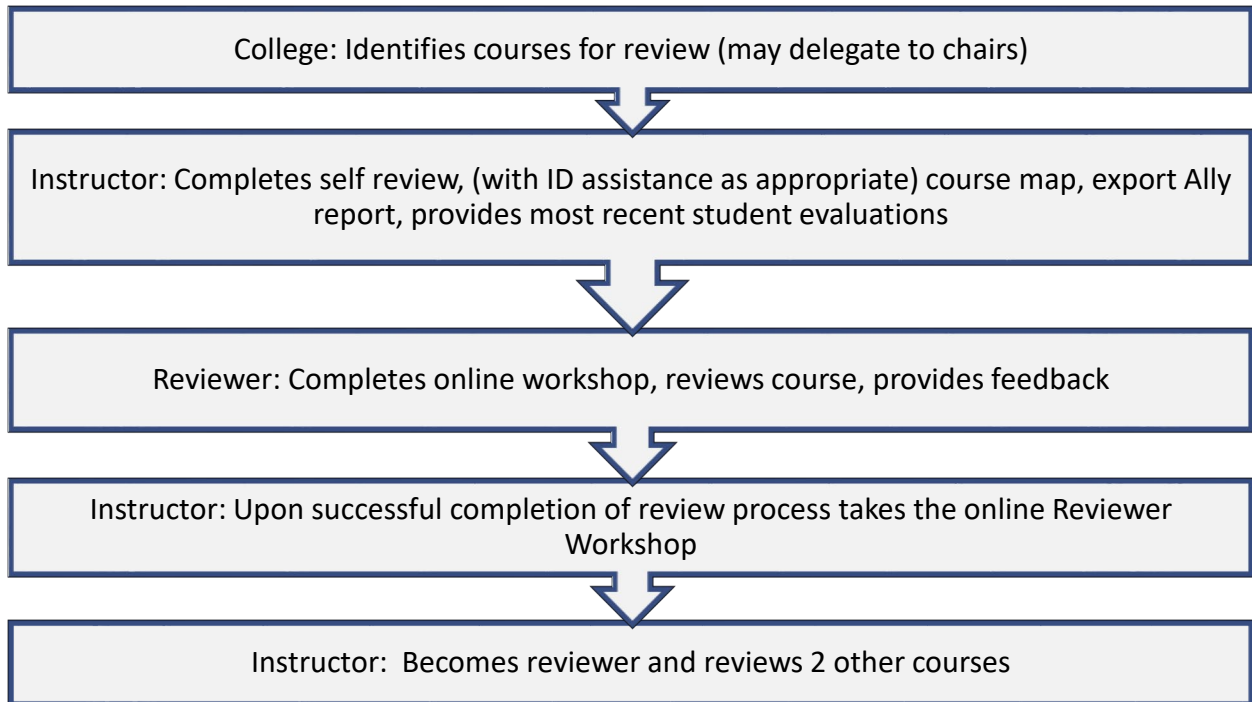 College: Identifies courses for review (may delegate to chairs)
Instructor: Completes self review, (with ID assistance as appropriate) course map, export Ally
report, provides most recent student evaluations
Reviewer: Completes online workshop, reviews course, provides feedback
Instructor: Upon successful completion of review process takes the online Reviewer
Workshop
Instructor:  Becomes reviewer and reviews 2 other courses